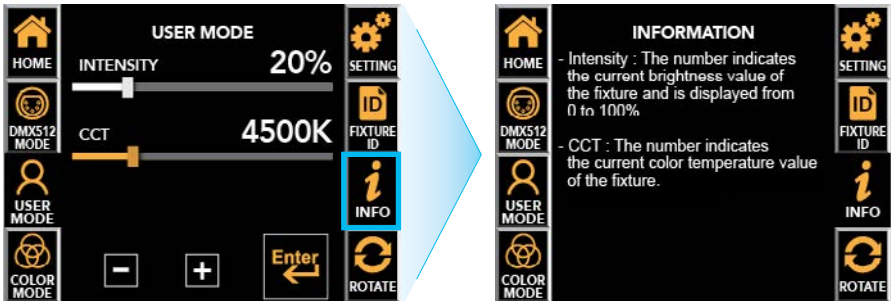 HOME
DMX512
MODE
USER
MODE
COLOR
MODE
USER MODE
INTENSITY 20%
CCT 4500K
-
+
Enter
SETTING
ID
FIXTURE
ID
i
INFO
ROTATE
HOME
DMX512
MODE
USER
MODE
COLOR
MODE
INFORMATION
- Intensity : The number indicates
the current brightness value of
the fixture and is displayed from
0 to 100%
- CCT : The number indicates
the current color temperature value
of the fixture.
SETTING
ID
FIXTURE
ID
i
INFO
ROTATE